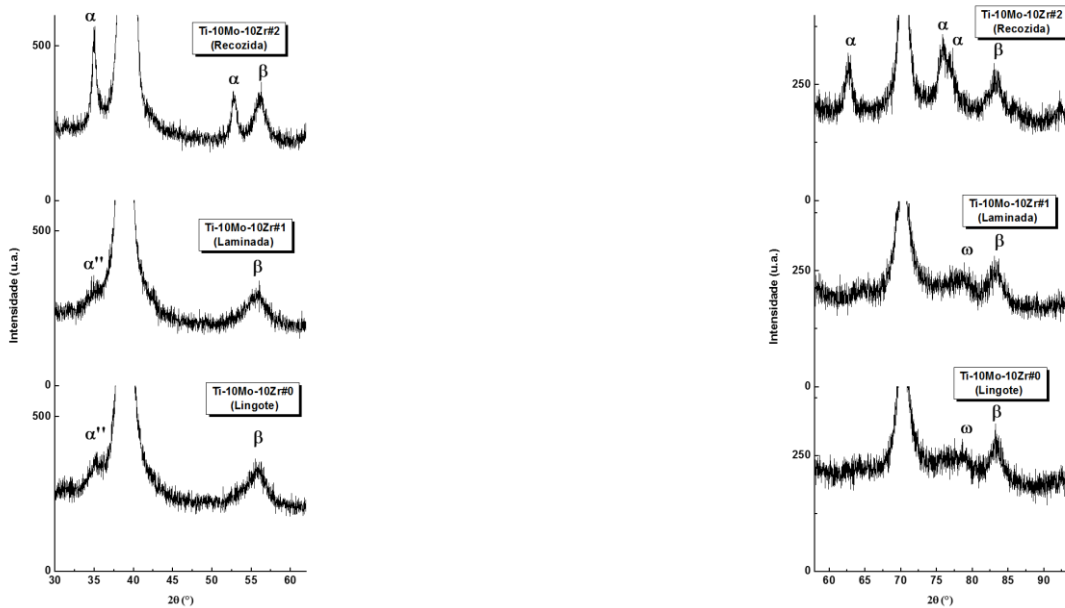 α
Ti-10Mo-10Zr#2
(Recozida)
α
β
500
0
Ti-10Mo-10Zr#1
(Laminada)
500
α''
β
0
Ti-10Mo-10Zr#0
(Lingote)
500
α''
β
0
30 35 40 45 50 55 60
2θ (°)
Intensidade (u.a.)
Ti-10Mo-10Zr#2
(Recozida)
α
α
α
β
250
0
Ti-10Mo-10Zr#1
(Laminada)
ω
β
250
0
Ti-10Mo-10Zr#0
(Lingote)
ω
β
250
0
60 65 70 75 80 85 90
2θ (°)
Intensidade (u.a.)